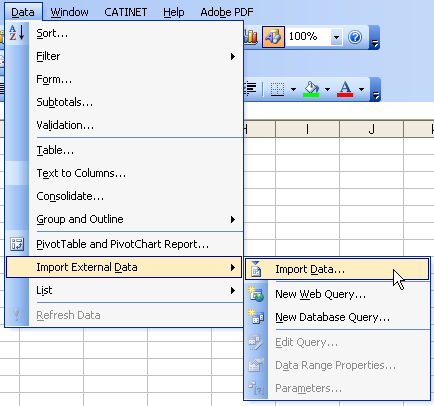 Data Window CATINET Help Adobe PDF
100%
Sort...
Filter
Form...
Subtotals...
Validation...
H I J
Table...
Text to Columns...
Consolidate...
Group and Outline
PivotTable and PivotChart Report...
Import External Data
Import Data...
List
New Web Query...
Refresh Data
New Database Query...
Edit Query...
Data Range Properties...
Parameters...